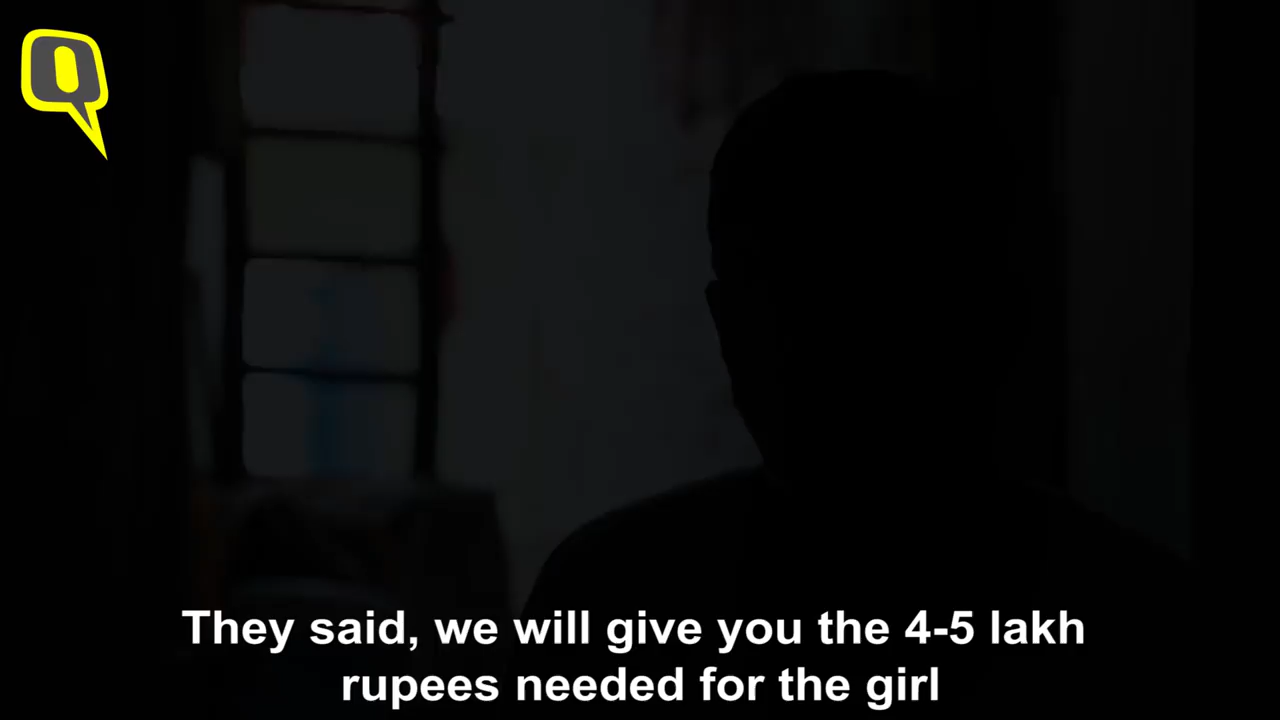 They said, we will give you the 4-5 lakh
rupees needed for the girl